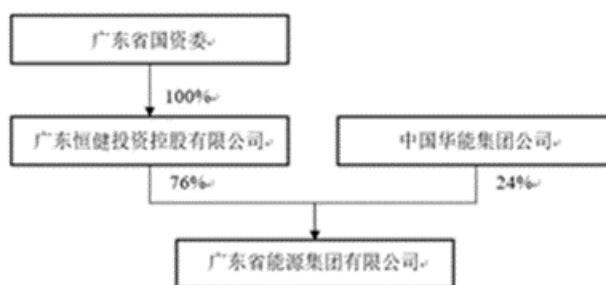 广东省国资委
100%
广东恒健投资控股有限公司
中国华能集团公司
76%
24%
广东省能源集团有限公司